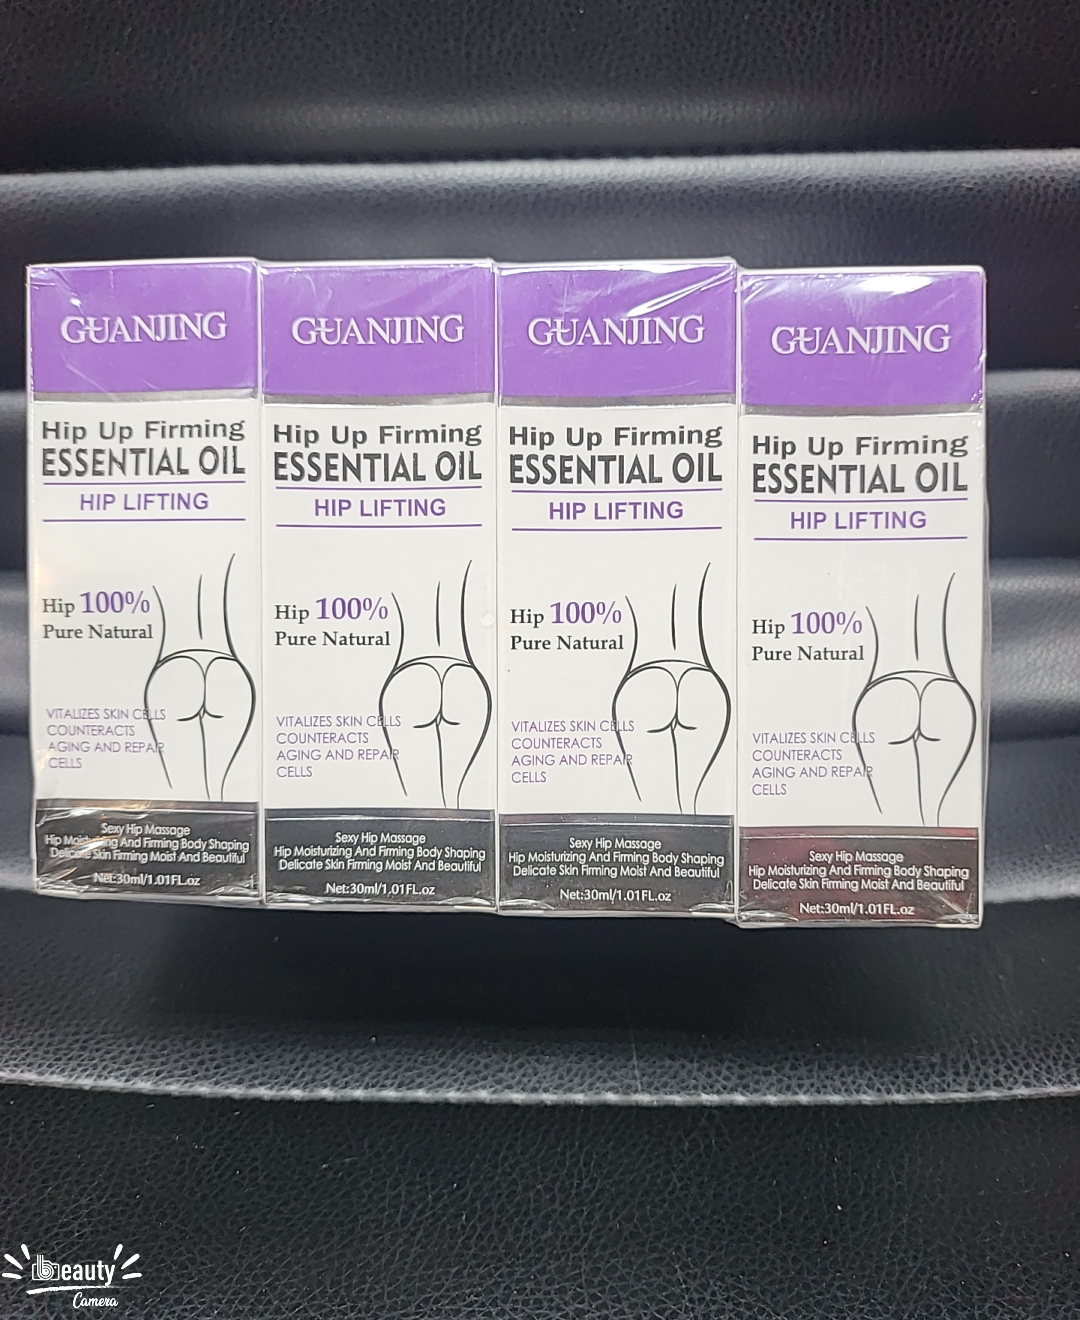 GUANJING
Hip Up Firming
ESSENTIAL OIL
HIP LIFTING
Hip 100%
Pure Natural
VITALIZES SKIN CELLS
COUNTERACTS
AGING AND REPAIR
CELLS
Sexy Hip Massage
Hip Moisturizing And Firming Body Shaping
Delicate Skin Firming Moist And Beautiful
Net:30ml/1.01FL.oz
GUANJING
Hip Up Firming
ESSENTIAL OIL
HIP LIFTING
Hip 100%
Pure Natural
VITALIZES SKIN CELLS
COUNTERACTS
AGING AND REPAIR
CELLS
Sexy Hip Massage
Hip Moisturizing And Firming Body Shaping
Delicate Skin Firming Moist And Beautiful
Net:30ml/1.01FL.oz
GUANJING
Hip Up Firming
ESSENTIAL OIL
HIP LIFTING
Hip 100%
Pure Natural
VITALIZES SKIN CELLS
COUNTERACTS
AGING AND REPAIR
CELLS
Sexy Hip Massage
Hip Moisturizing And Firming Body Shaping
Delicate Skin Firming Moist And Beautiful
Net:30ml/1.01FL.oz
GUANJING
Hip Up Firming
ESSENTIAL OIL
HIP LIFTING
Hip 100%
Pure Natural
VITALIZES SKIN CELLS
COUNTERACTS
AGING AND REPAIR
CELLS
Sexy Hip Massage
Hip Moisturizing And Firming Body Shaping
Delicate Skin Firming Moist And Beautiful
Net:30ml/1.01FL.oz
beauty
Camera